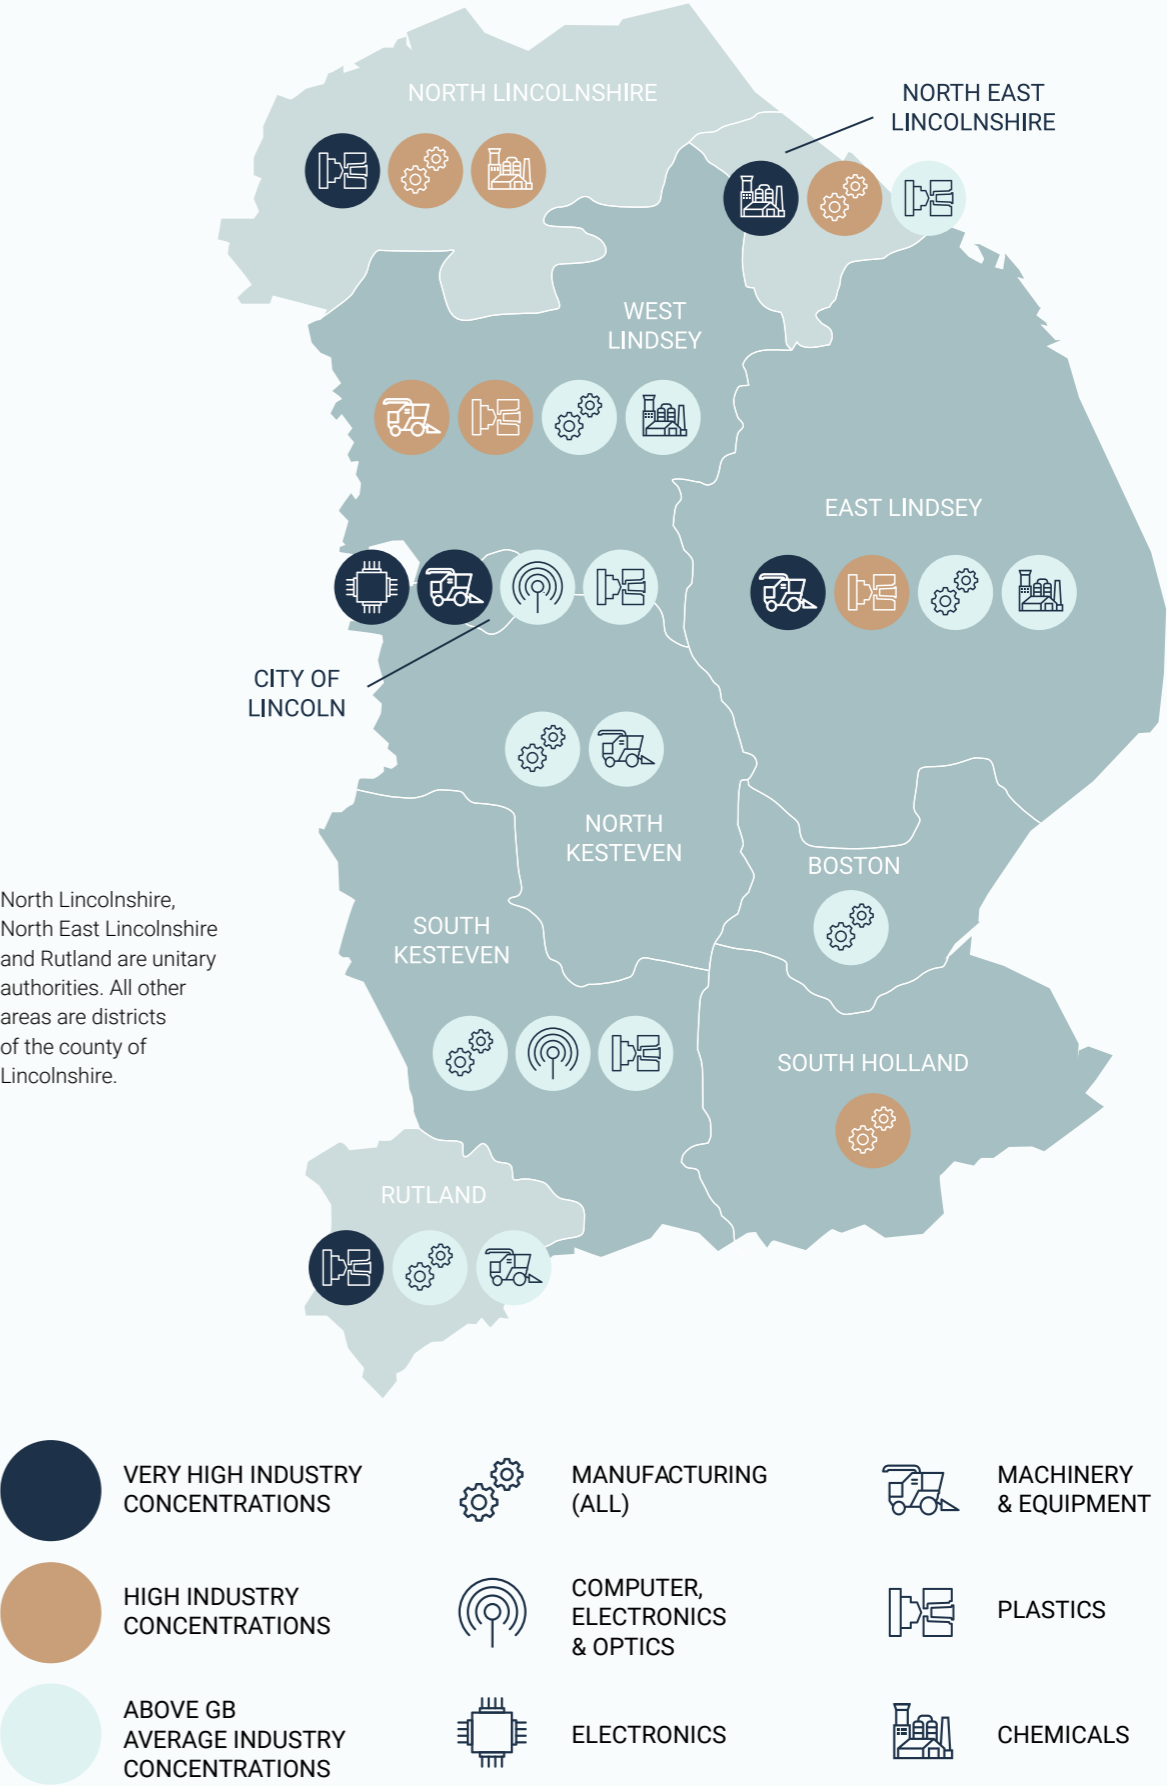 NORTH LINCOLNSHIRE
NORTH EAST
LINCOLNSHIRE
WEST
LINDSEY
EAST LINDSEY
CITY OF
LINCOLN
NORTH
KESTEVEN
BOSTON
North Lincolnshire,
North East Lincolnshire
and Rutland are unitary
authorities. All other
areas are districts
of the county of
Lincolnshire.
SOUTH
KESTEVEN
SOUTH HOLLAND
RUTLAND
VERY HIGH INDUSTRY
CONCENTRATIONS
MANUFACTURING
(ALL)
MACHINERY
& EQUIPMENT
HIGH INDUSTRY
CONCENTRATIONS
COMPUTER,
ELECTRONICS
& OPTICS
PLASTICS
ABOVE GB
AVERAGE INDUSTRY
CONCENTRATIONS
ELECTRONICS
CHEMICALS